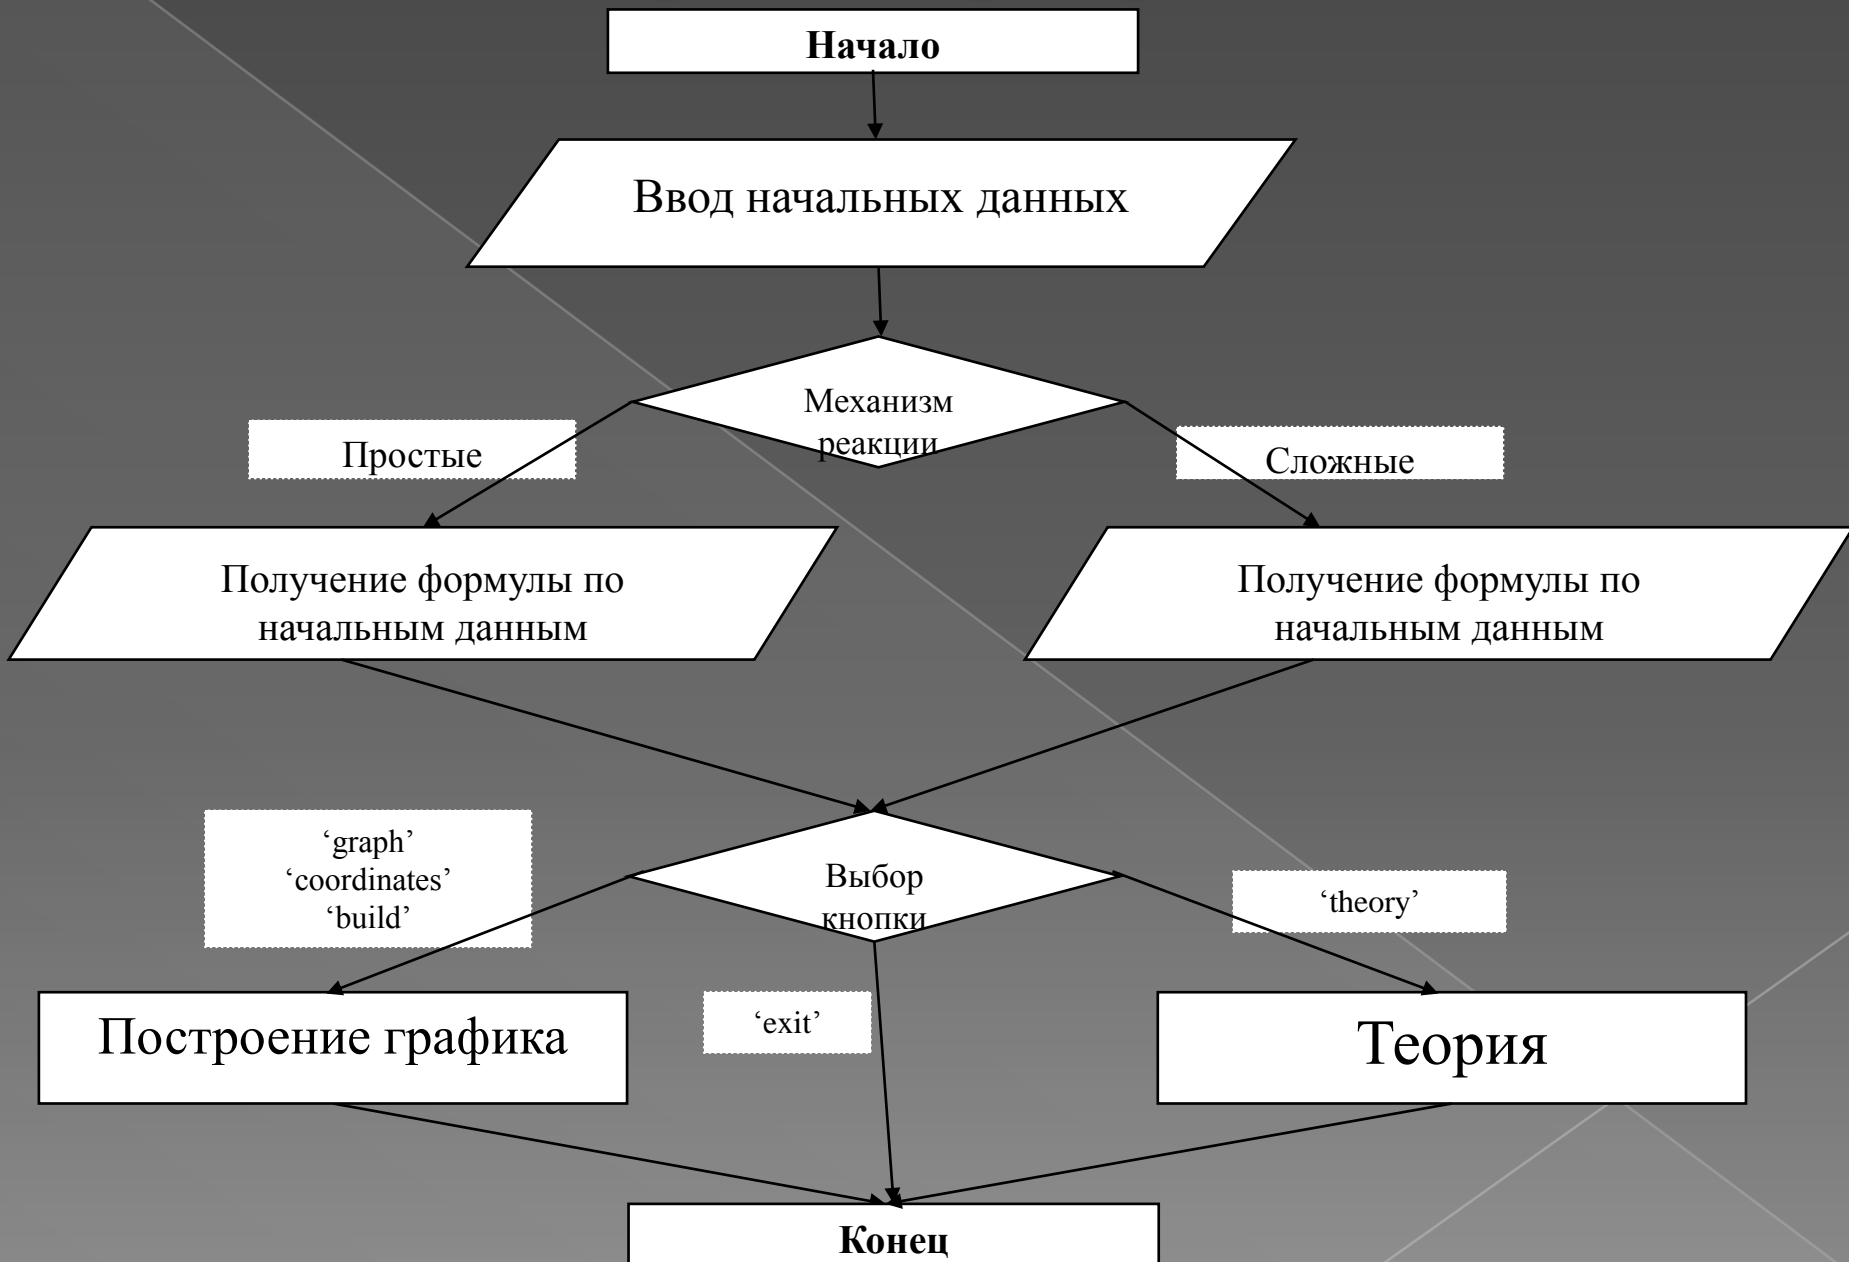 Начало
Ввод начальных данных
Механизм
реакции
Простые
Сложные
Получение формулы по
начальным данным
Получение формулы по
начальным данным
‘graph’
‘coordinates’
‘build’
Выбор
кнопки
‘theory’
Построение графика
‘exit’
Теория
Конец